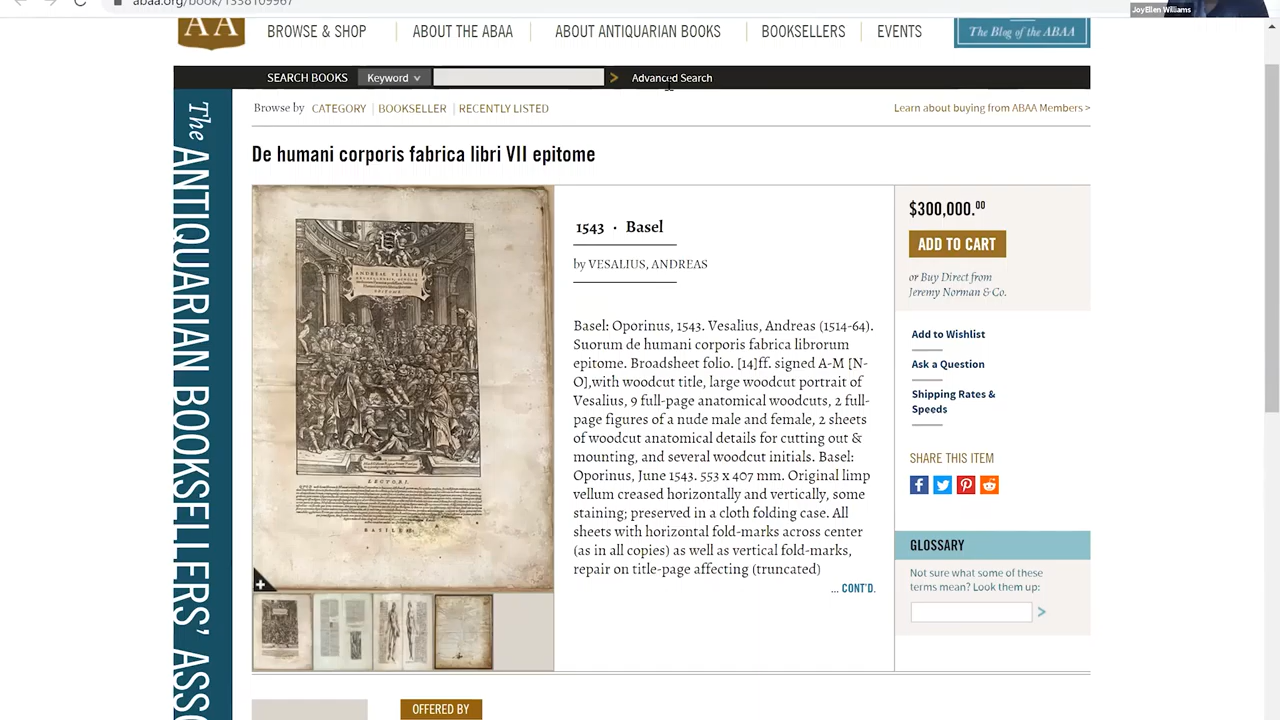 abaa.org/book/1338109967
JoyEllen Williams
AA
BROWSE & SHOP
ABOUT THE ABAA
ABOUT ANTIQUARIAN BOOKS
BOOKSELLERS
EVENTS
The Blog of the ABAA
SEARCH BOOKS
Keyword
Advanced Search
The ANTIQUARIAN BOOKSELLERS' ASSO
Browse by CATEGORY BOOKSELLER RECENTLY LISTED
Learn about buying from ABAA Members >
De humani corporis fabrica libri VII epitome
1543 · Basel
by VESALIUS, ANDREAS
Basel: Oporinus, 1543. Vesalius, Andreas (1514-64).
Suorum de humani corporis fabrica librorum
epitome. Broadsheet folio. [14]ff. signed A-M [N-
O],with woodcut title, large woodcut portrait of
Vesalius, 9 full-page anatomical woodcuts, 2 full-
page figures of a nude male and female, 2 sheets
of woodcut anatomical details for cutting out &
mounting, and several woodcut initials. Basel:
Oporinus, June 1543. 553 x 407 mm. Original limp
vellum creased horizontally and vertically, some
staining; preserved in a cloth folding case. All
sheets with horizontal fold-marks across center
(as in all copies) as well as vertical fold-marks,
repair on title-page affecting (truncated)
... CONT'D.
$300,000.00
ADD TO CART
or Buy Direct from
Jeremy Norman & Co.
Add to Wishlist
Ask a Question
Shipping Rates &
Speeds
SHARE THIS ITEM
GLOSSARY
Not sure what some of these
terms mean? Look them up:
OFFERED BY